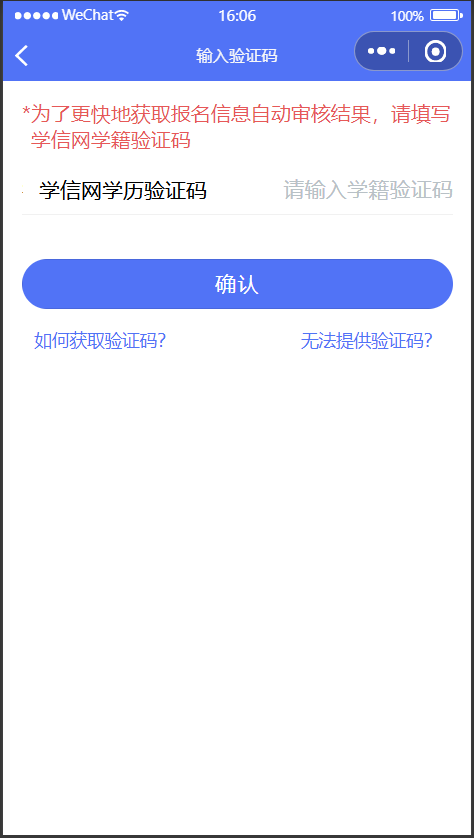 WeChat 16:06 100%
输入验证码
*为了更快地获取报名信息自动审核结果，请填写
学信网学籍验证码
学信网学历验证码 请输入学籍验证码
确认
如何获取验证码? 无法提供验证码?